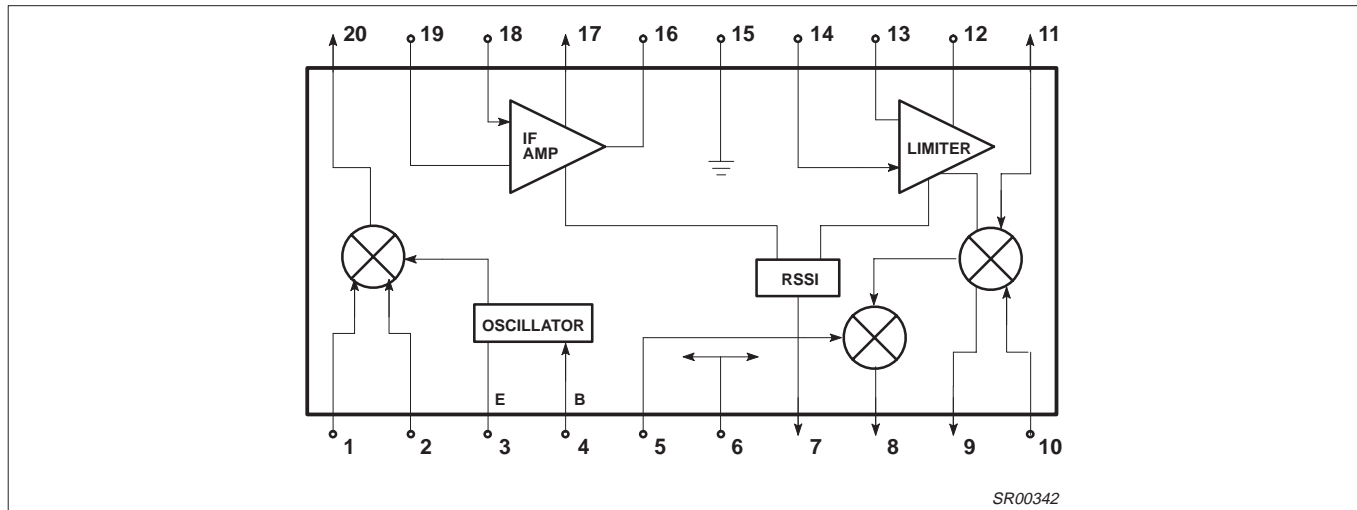 20 19 18 17 16 15 14 13 12 11
IF
AMP
LIMITER
RSSI
OSCILLATOR
E B
1 2 3 4 5 6 7 8 9 10
SR00342